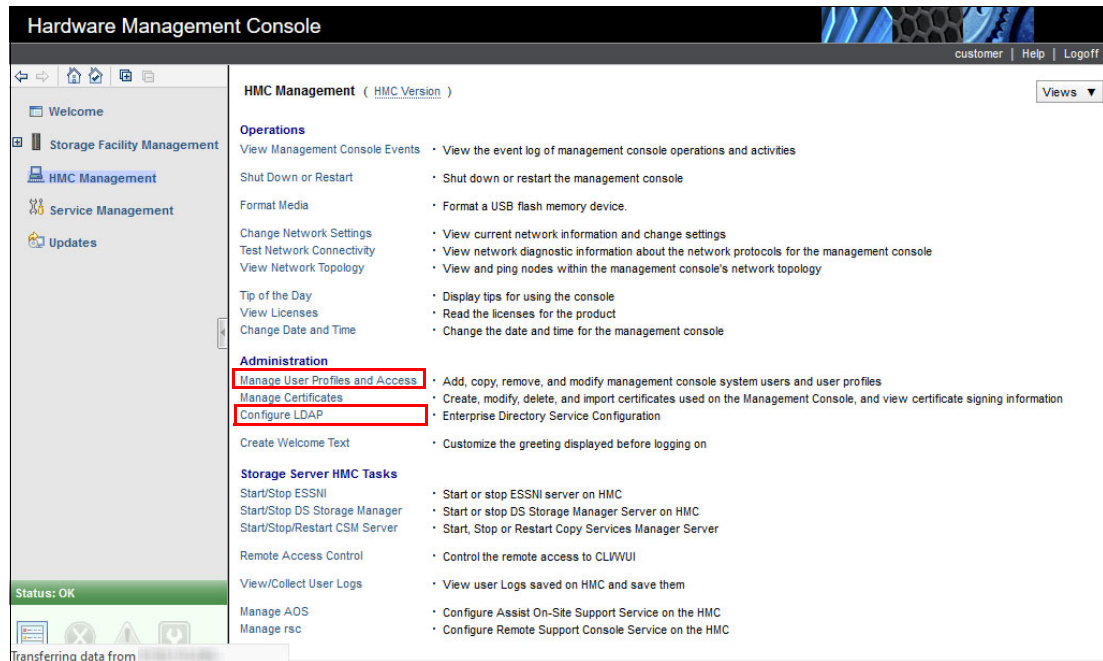 Hardware Management Console
customer | Help | Logoff
HMC Management ( HMC Version )
Views ▼
Welcome
Storage Facility Management
HMC Management
Service Management
Updates
Operations
View Management Console Events • View the event log of management console operations and activities
Shut Down or Restart • Shut down or restart the management console
Format Media • Format a USB flash memory device.
Change Network Settings • View current network information and change settings
Test Network Connectivity • View network diagnostic information about the network protocols for the management console
View Network Topology • View and ping nodes within the management console's network topology
Tip of the Day • Display tips for using the console
View Licenses • Read the licenses for the product
Change Date and Time • Change the date and time for the management console
Administration
Manage User Profiles and Access • Add, copy, remove, and modify management console system users and user profiles
Manage Certificates • Create, modify, delete, and import certificates used on the Management Console, and view certificate signing information
Configure LDAP • Enterprise Directory Service Configuration
Create Welcome Text • Customize the greeting displayed before logging on
Storage Server HMC Tasks
Start/Stop ESSNI • Start or stop ESSNI server on HMC
Start/Stop DS Storage Manager • Start or stop DS Storage Manager Server on HMC
Start/Stop/Restart CSM Server • Start, Stop or Restart Copy Services Manager Server
Remote Access Control • Control the remote access to CLI/WUI
View/Collect User Logs • View user Logs saved on HMC and save them
Manage AOS • Configure Assist On-Site Support Service on the HMC
Manage rsc • Configure Remote Support Console Service on the HMC
Status: OK
Transferring data from